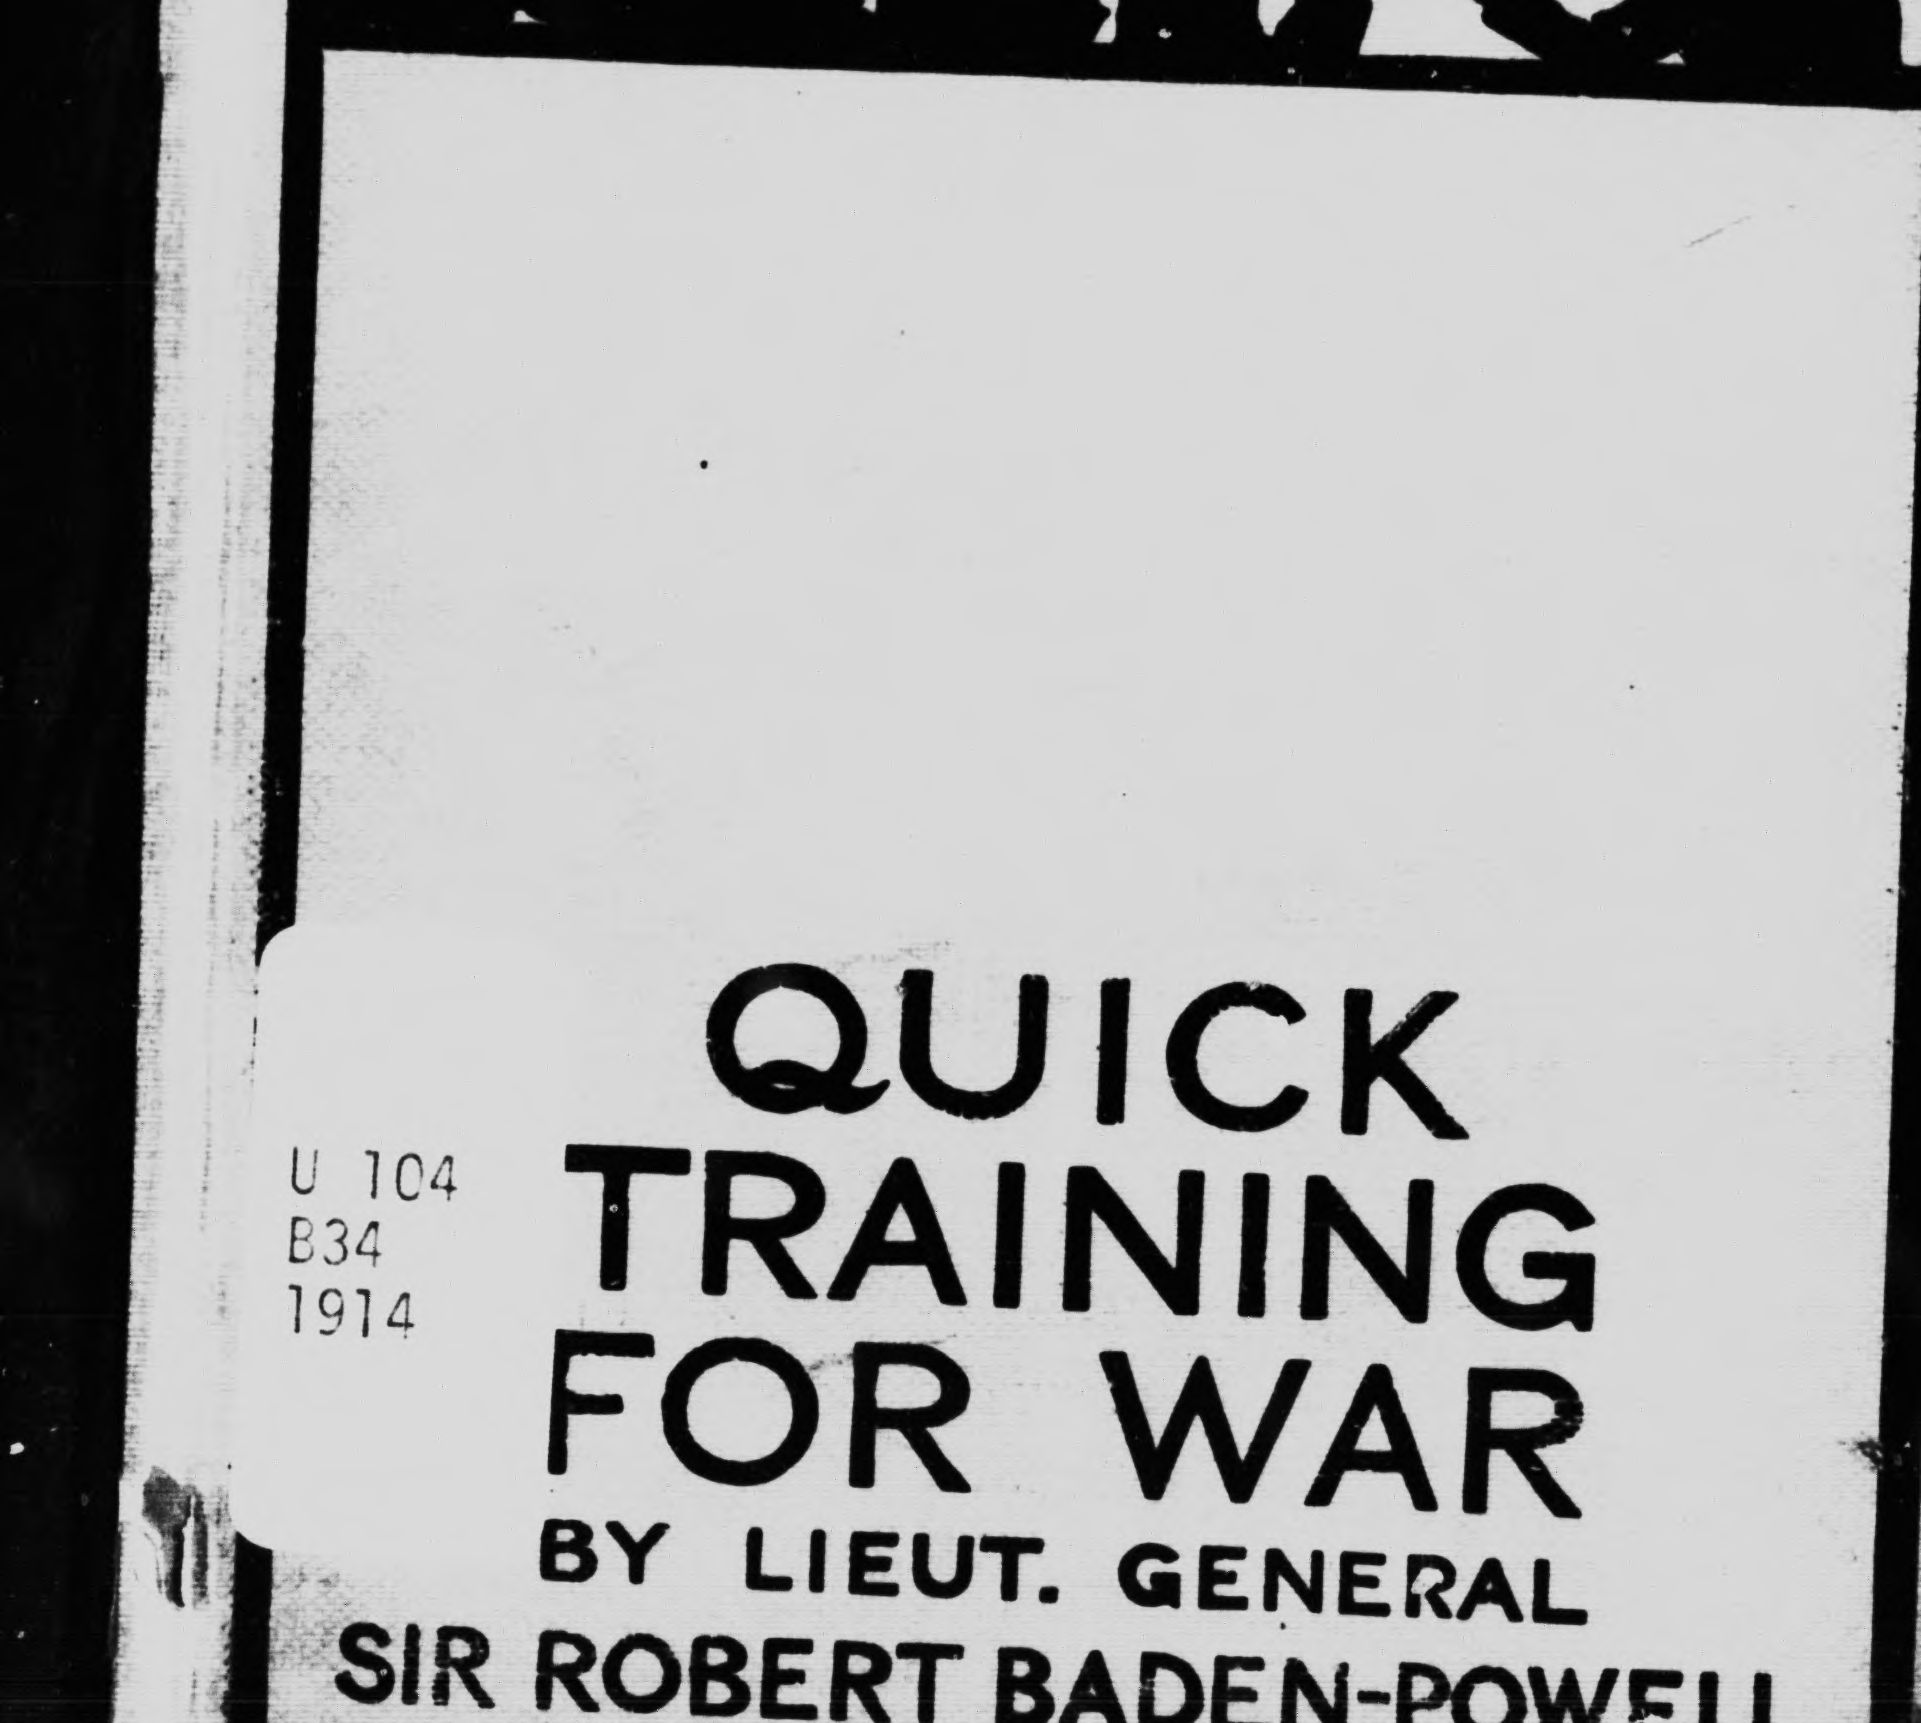 QUICK
TRAINING
FOR WAR
BY LIEUT. GENERAL
SIR ROBERT BADEN-POWELL
U 104
B34
1914